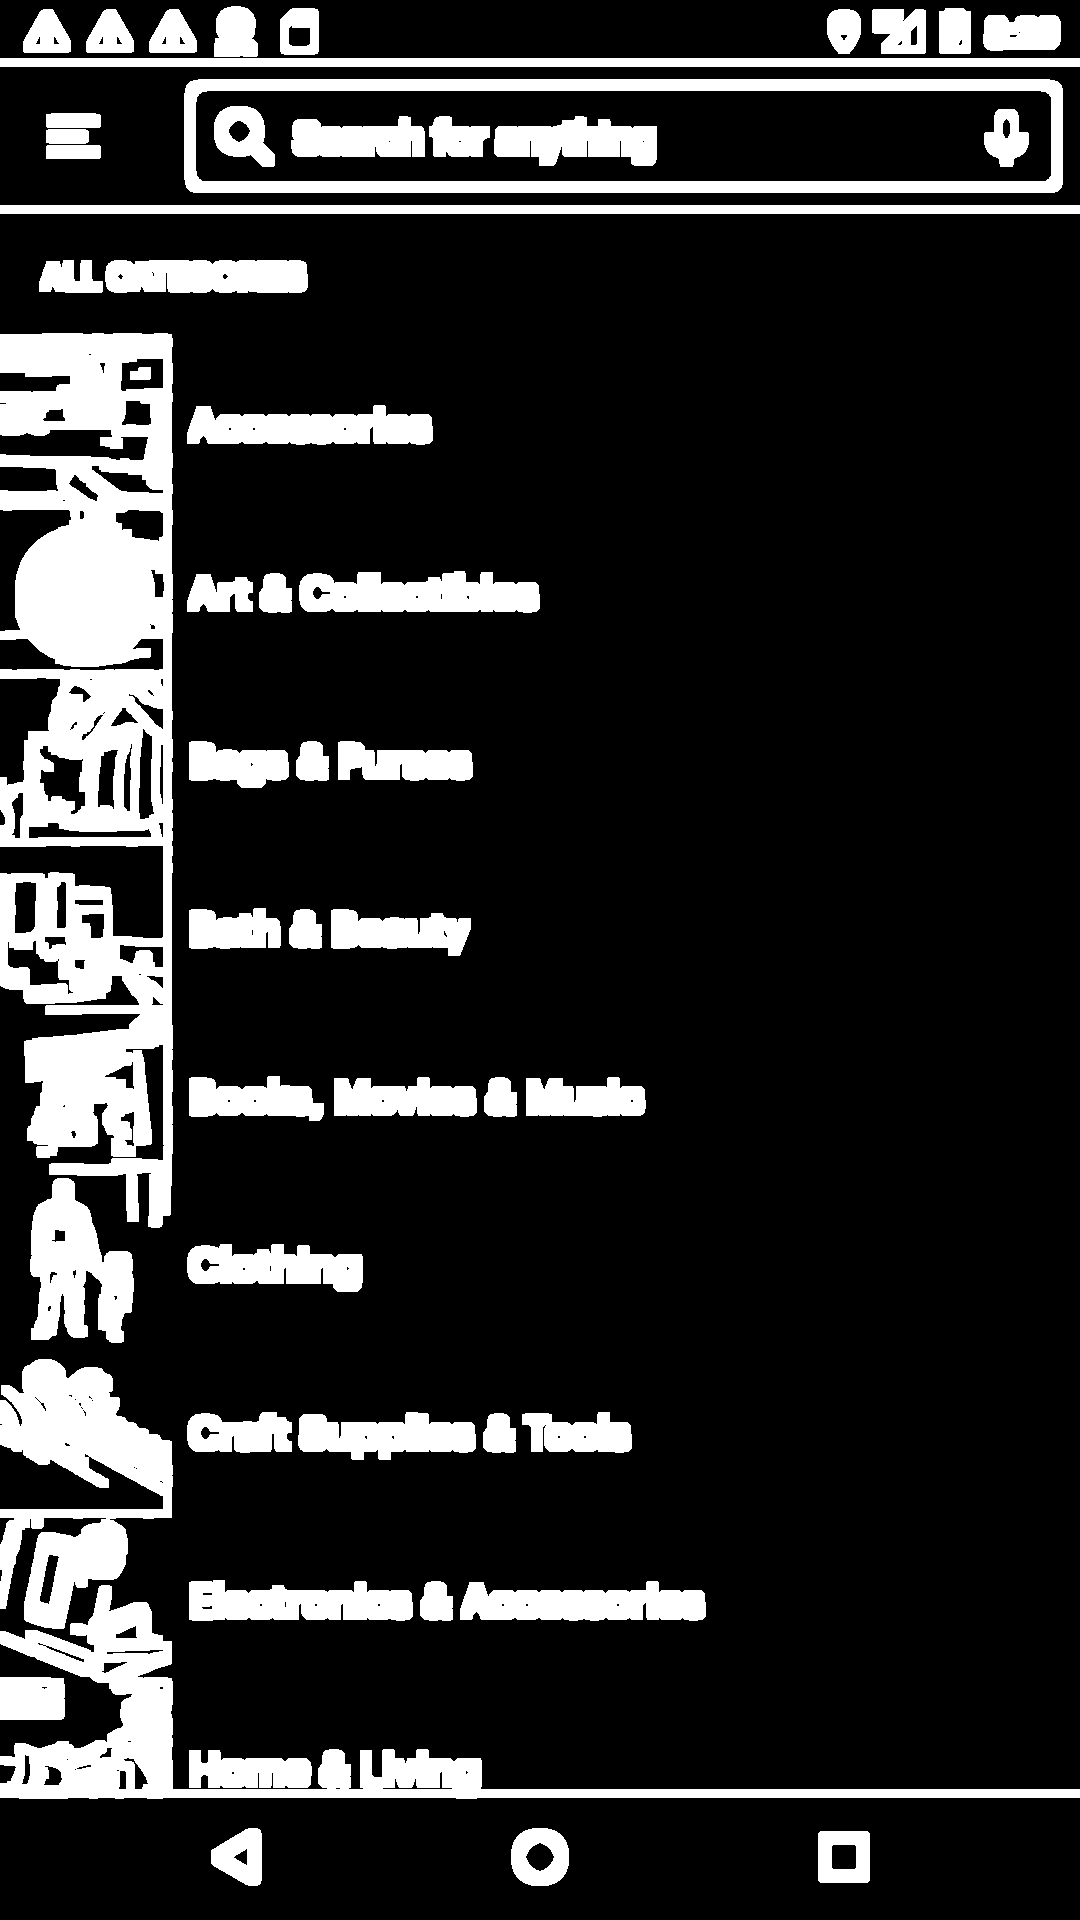 Search for anything
ALL CATEGORIES
Accessories
Art & Collectibles
Bags & Purses
Bath & Beauty
Books, Movies & Music
Clothing
Craft Supplies & Tools
Electronics & Accessories
Home & Living